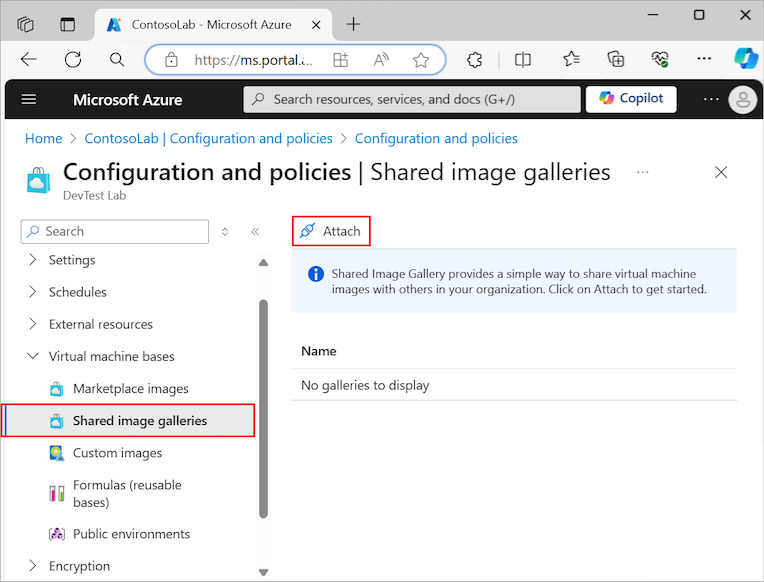 ContosoLab - Microsoft Azure
https://ms.portal...
Microsoft Azure
Search resources, services, and docs (G+/)
Copilot
Home > ContosoLab | Configuration and policies > Configuration and policies
Configuration and policies | Shared image galleries
DevTest Lab
Search
Attach
Settings
Schedules
External resources
Virtual machine bases
Marketplace images
Shared image galleries
Custom images
Formulas (reusable
bases)
Public environments
Encryption
Shared Image Gallery provides a simple way to share virtual machine
images with others in your organization. Click on Attach to get started.
Name
No galleries to display